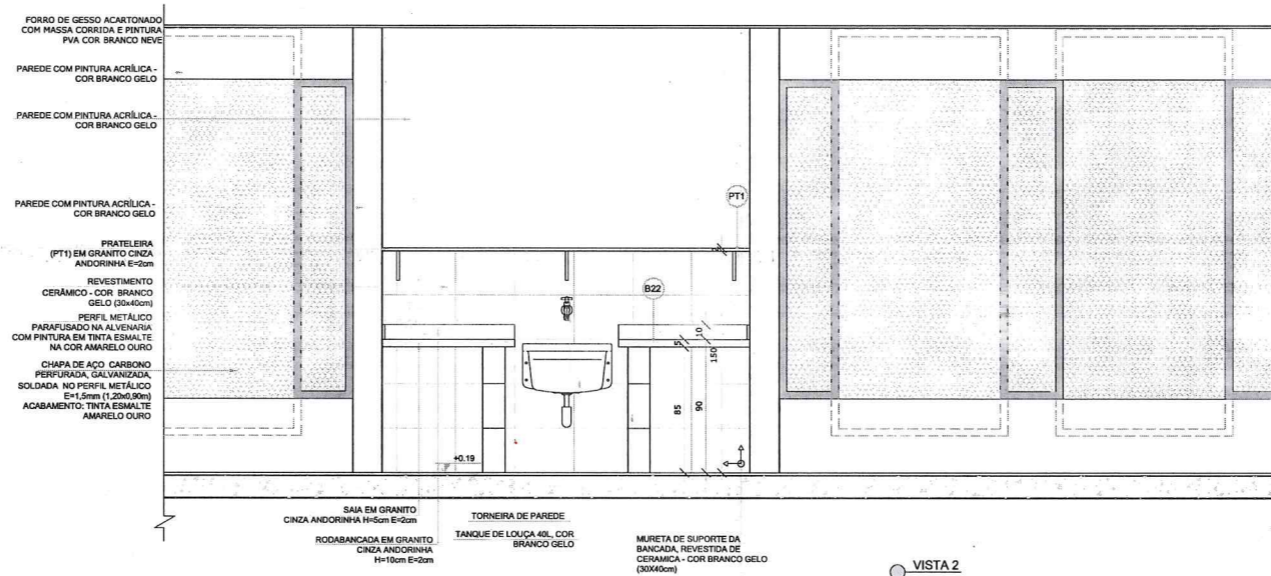 FORRO DE GESSO ACARTONADO
COM MASSA CORRIDA E PINTURA
PVA COR BRANCO NEVE
PAREDE COM PINTURA ACRÍLICA -
COR BRANCO GELO
PAREDE COM PINTURA ACRÍLICA -
COR BRANCO GELO
PAREDE COM PINTURA ACRÍLICA -
COR BRANCO GELO
PRATELEIRA
(PT1) EM GRANITO CINZA
ANDORINHA E=2cm
REVESTIMENTO
CERÂMICO - COR BRANCO
GELO (30x40cm)
PERFIL METÁLICO
PARAFUSADO NA ALVENARIA
COM PINTURA EM TINTA ESMALTE
NA COR AMARELO OURO
CHAPA DE AÇO CARBONO
PERFURADA, GALVANIZADA,
SOLDADA NO PERFIL METÁLICO
E=1,5mm (1,20x0,90m)
ACABAMENTO: TINTA ESMALTE
AMARELO OURO
PT1
2
B22
10
5
150
85
90
+0.19
SAIA EM GRANITO
CINZA ANDORINHA H=5cm E=2cm
RODABANCADA EM GRANITO
CINZA ANDORINHA
H=10cm E=2cm
TORNEIRA DE PAREDE
TANQUE DE LOUÇA 40L, COR
BRANCO GELO
MURETA DE SUPORTE DA
BANCADA, REVESTIDA DE
CERAMICA - COR BRANCO GELO
(30X40cm)
VISTA 2